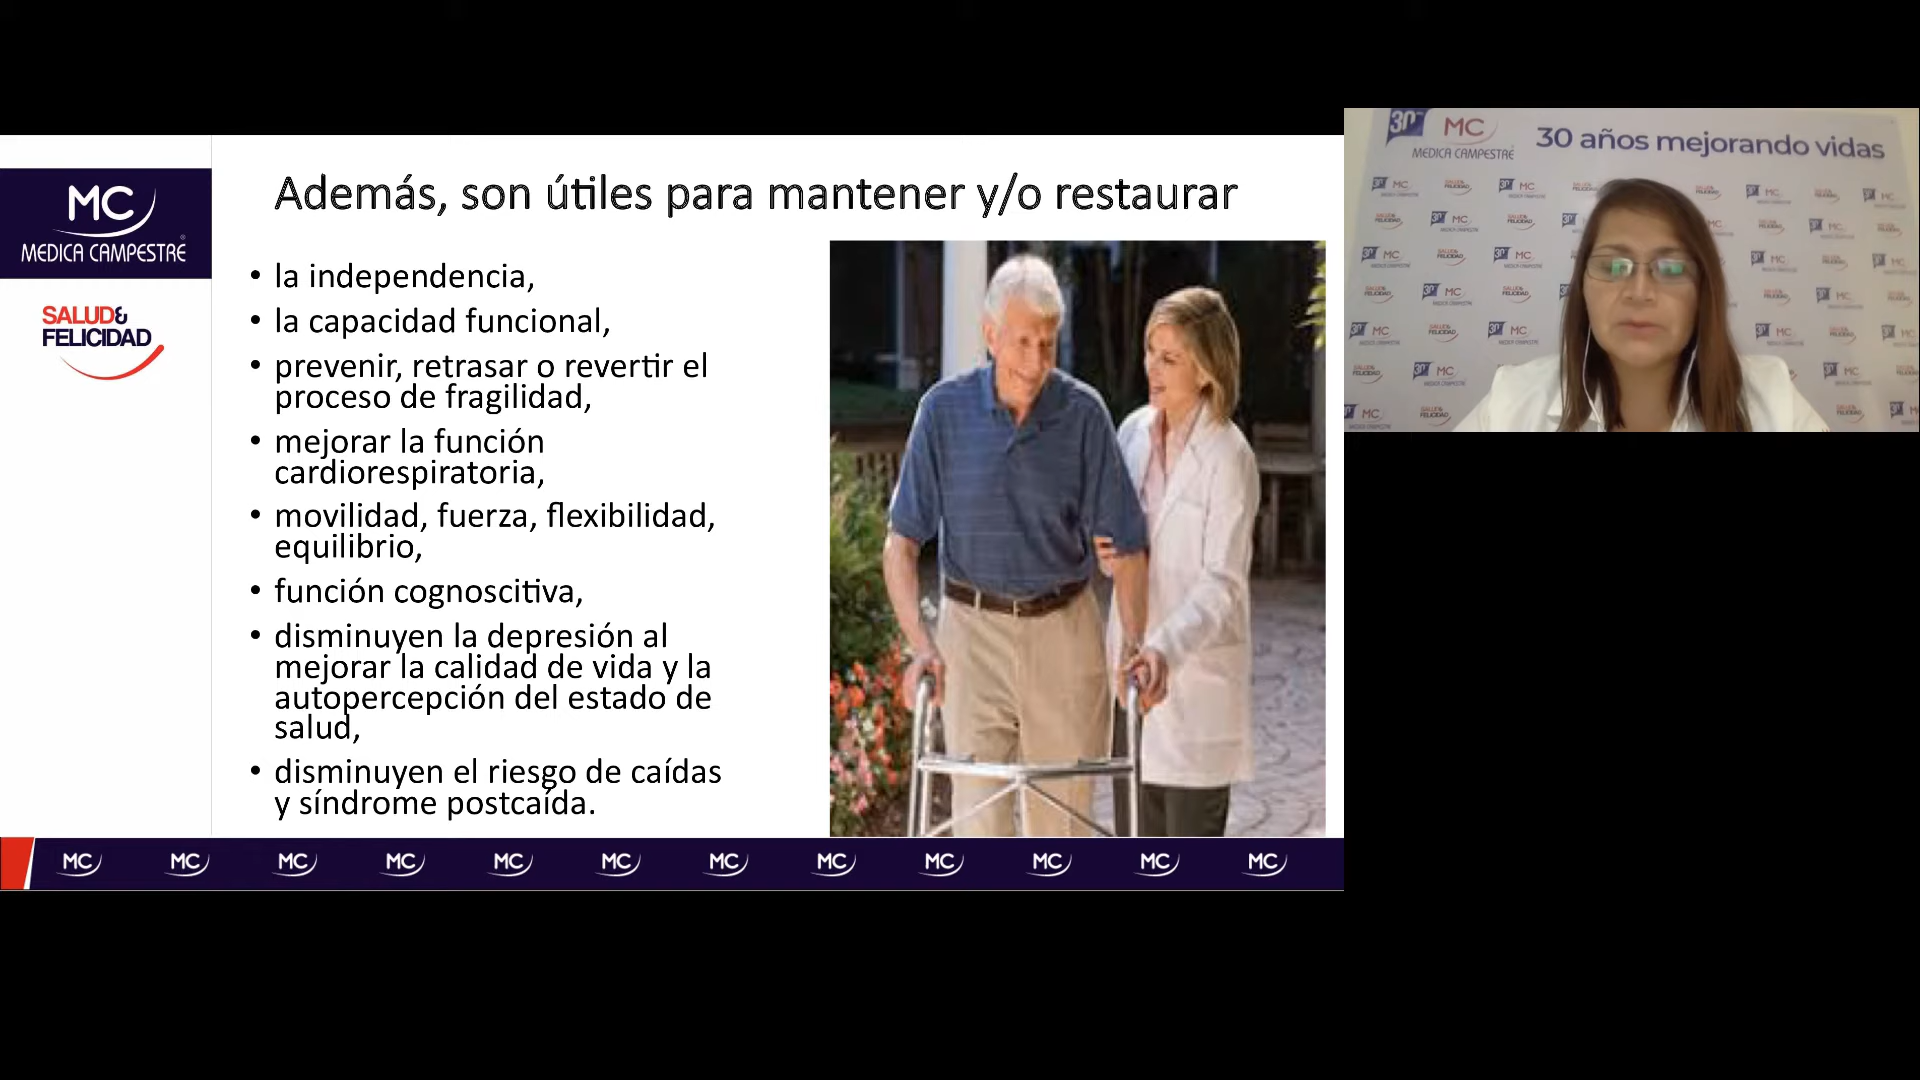 Además, son útiles para mantener y/o restaurar
MC
MEDICA CAMPESTRE
SALUD&
FELICIDAD
• la independencia,
• la capacidad funcional,
• prevenir, retrasar o revertir el
proceso de fragilidad,
• mejorar la función
cardiorespiratoria,
• movilidad, fuerza, flexibilidad,
equilibrio,
• función cognoscitiva,
• disminuyen la depresión al
mejorar la calidad de vida y la
autopercepción del estado de
salud,
• disminuyen el riesgo de caídas
y síndrome postcaída.
MC MC MC MC MC MC MC MC MC MC MC MC
30 MC
MEDICA CAMPESTRE
30 años mejorando vidas